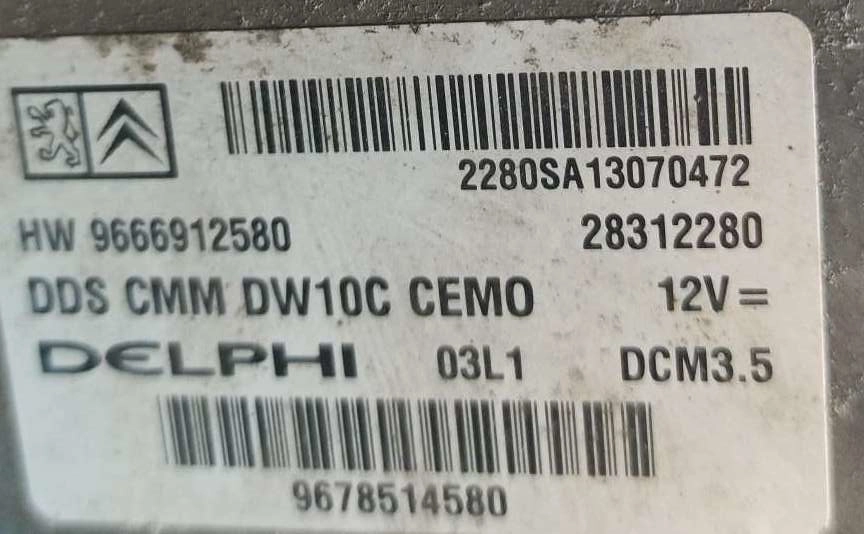 2280SA13070472
HW 9666912580 28312280
DDS CMM DW10C CEMO 12V=
DELPHI 03L1 DCM3.5
9678514580